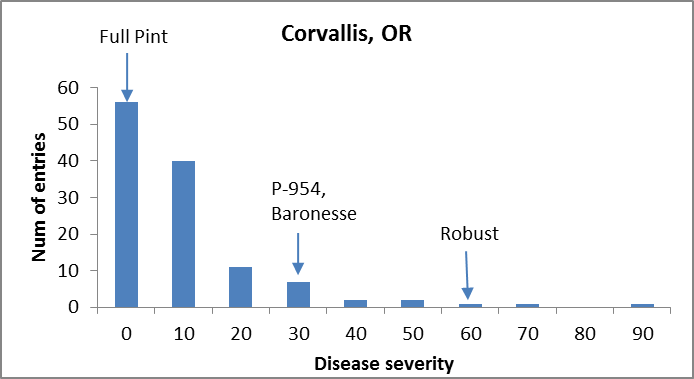 Full Pint
Corvallis, OR
Num of entries
60
50
40
30
20
10
0
P-954,
Baronesse
Robust
0 10 20 30 40 50 60 70 80 90
Disease severity